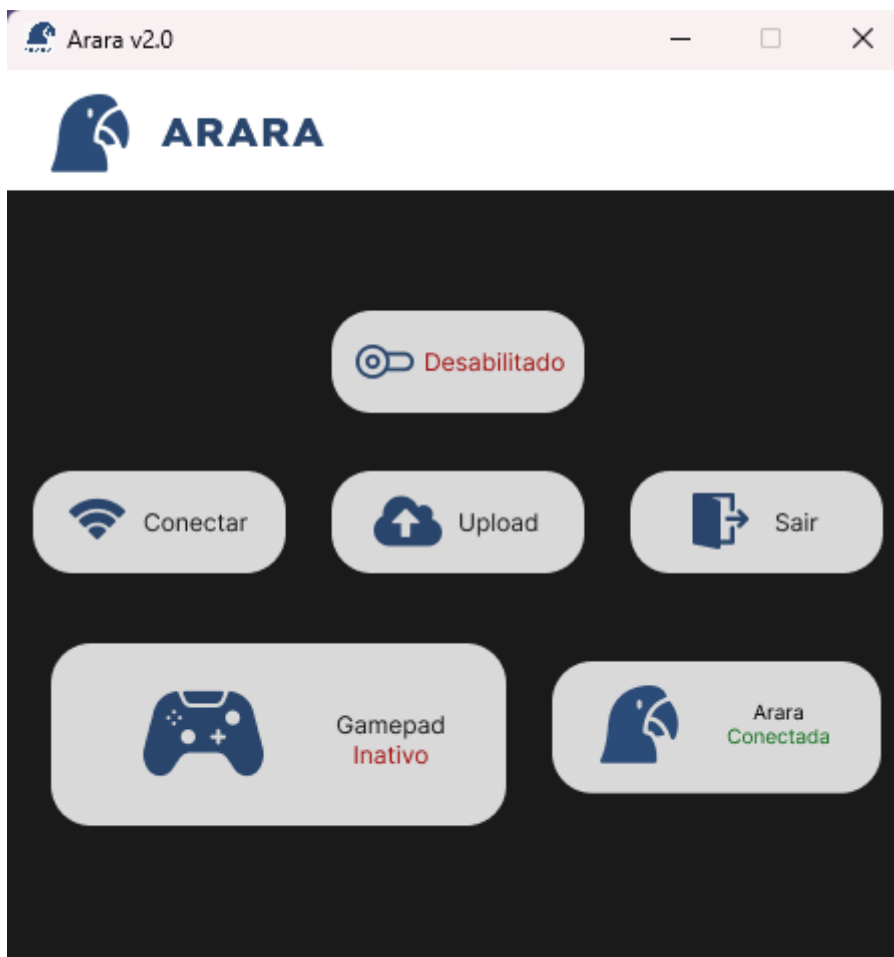 Arara v2.0
ARARA
Desabilitado
Conectar
Upload
Sair
Gamepad
Inativo
Arara
Conectada